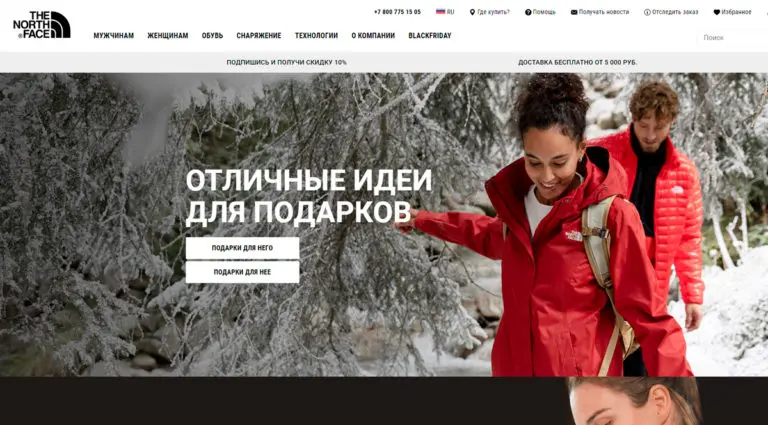 THE
NORTH
FACE
+7 800 775 15 05
RU
Где купить?
Помощь
Получать новости
Отследить заказ
Избранное
МУЖЧИНАМ
ЖЕНЩИНАМ
ОБУВЬ
СНАРЯЖЕНИЕ
ТЕХНОЛОГИИ
О КОМПАНИИ
BLACKFRIDAY
Поиск
ПОДПИШИСЬ И ПОЛУЧИ СКИДКУ 10%
ДОСТАВКА БЕСПЛАТНО ОТ 5 000 РУБ.
ОТЛИЧНЫЕ ИДЕИ
ДЛЯ ПОДАРКОВ
ПОДАРКИ ДЛЯ НЕГО
ПОДАРКИ ДЛЯ НЕЕ